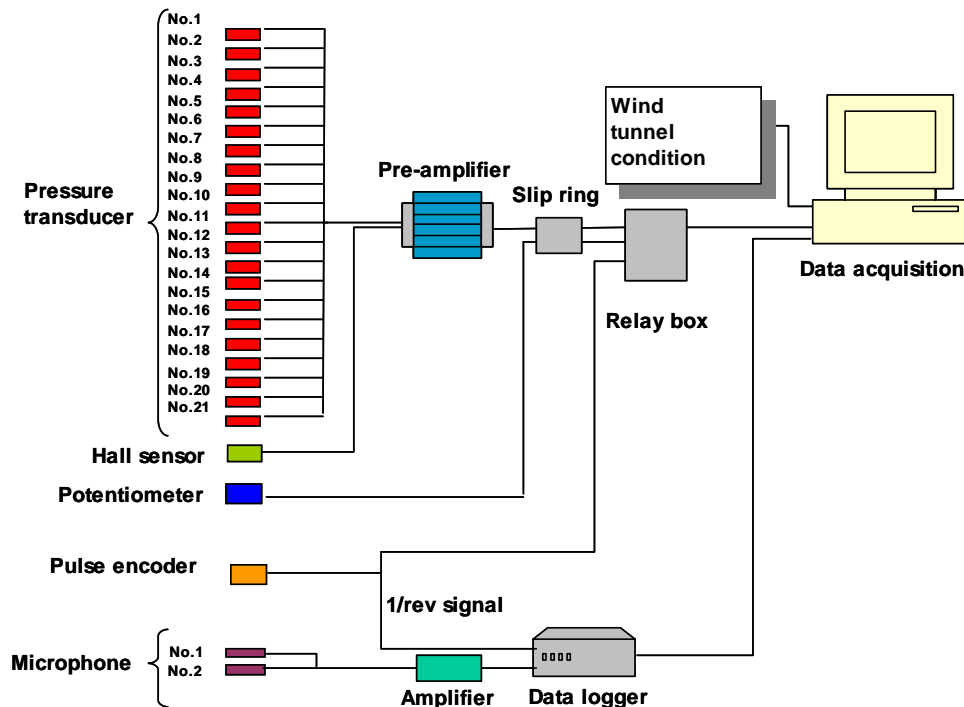 No.1
No.2
No.3
No.4
No.5
No.6
No.7
No.8
No.9
No.10
No.11
No.12
No.13
No.14
No.15
No.16
No.17
No.18
No.19
No.20
No.21
Pressure
transducer
Hall sensor
Potentiometer
Pulse encoder
Microphone
No.1
No.2
Pre-amplifier
Slip ring
Wind
tunnel
condition
Relay box
Data acquisition
1/rev signal
Amplifier
Data logger